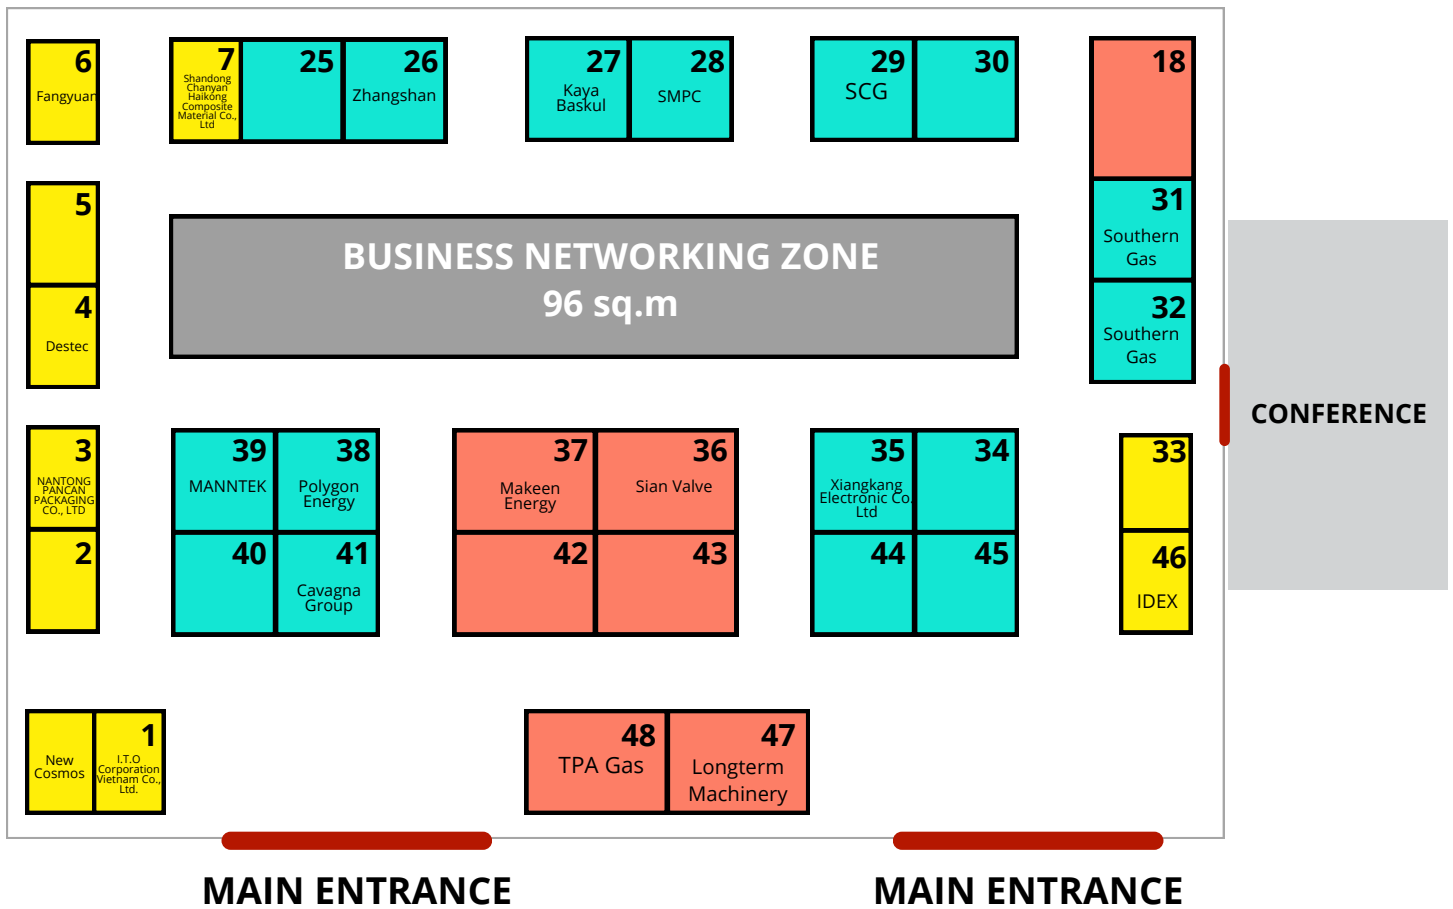 6
Fangyuan
7
Shandong
Chanyan
Haikong
Composite
Material Co.,
Ltd
25
26
Zhangshan
27
Kaya
Baskul
28
SMPC
29
SCG
30
18
5
4
Destec
BUSINESS NETWORKING ZONE
96 sq.m
31
Southern
Gas
32
Southern
Gas
CONFERENCE
3
NANTONG
PANCAN
PACKAGING
CO., LTD
2
39
MANNTEK
38
Polygon
Energy
40
41
Cavagna
Group
37
Makeen
Energy
36
Sian Valve
42
43
35
Xiangkang
Electronic Co.
Ltd
34
44
45
33
46
IDEX
New
Cosmos
1
I.T.O
Corporation
Vietnam Co.,
Ltd.
48
TPA Gas
47
Longterm
Machinery
MAIN ENTRANCE
MAIN ENTRANCE